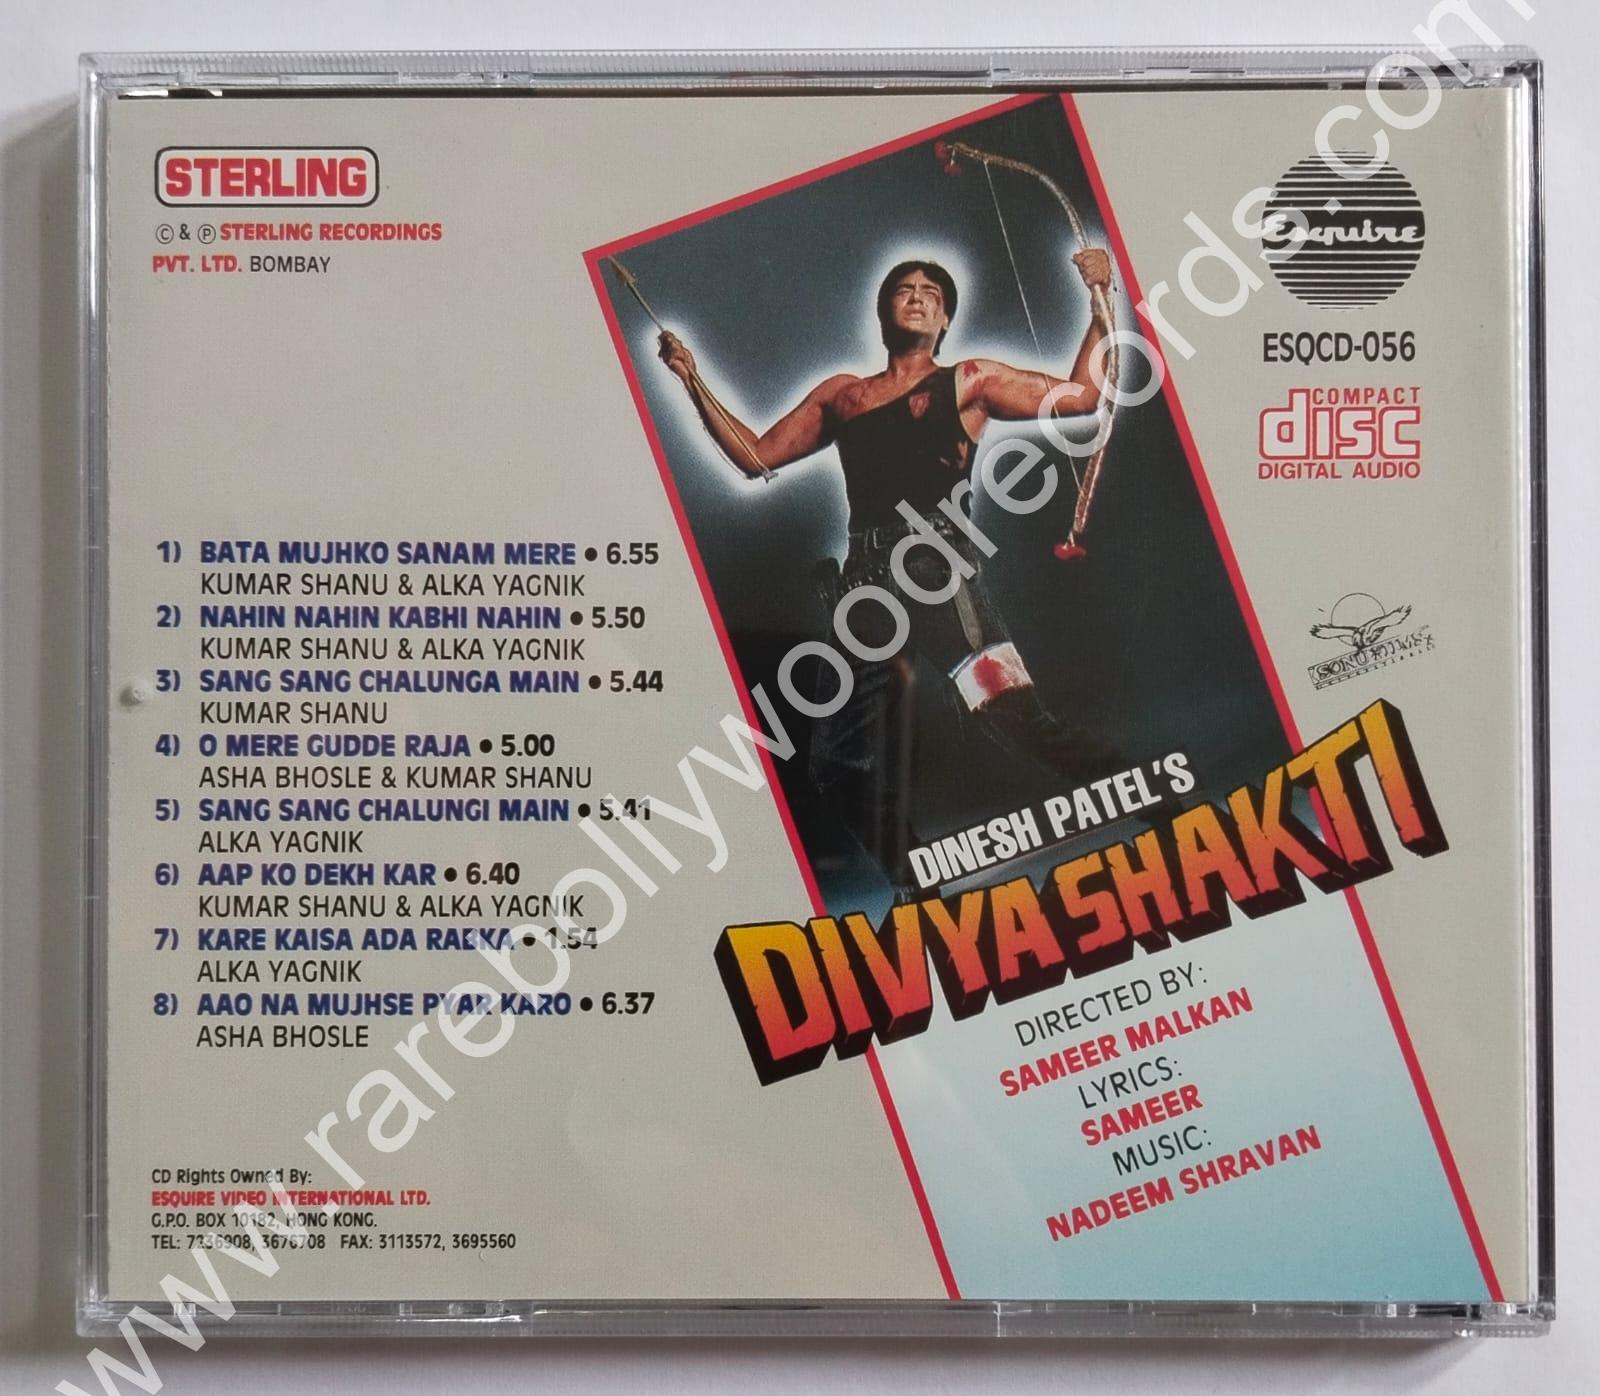 STERLING
© & ℗ STERLING RECORDINGS
PVT. LTD. BOMBAY
Esquire
ESQCD-056
COMPACT
disc
DIGITAL AUDIO
1) BATA MUJHKO SANAM MERE • 6.55
KUMAR SHANU & ALKA YAGNIK
2) NAHIN NAHIN KABHI NAHIN • 5.50
KUMAR SHANU & ALKA YAGNIK
3) SANG SANG CHALUNGA MAIN • 5.44
KUMAR SHANU
4) O MERE GUDDE RAJA • 5.00
ASHA BHOSLE & KUMAR SHANU
5) SANG SANG CHALUNGI MAIN • 5.41
ALKA YAGNIK
6) AAP KO DEKH KAR • 6.40
KUMAR SHANU & ALKA YAGNIK
7) KARE KAISA ADA RABKA • 1.54
ALKA YAGNIK
8) AAO NA MUJHSE PYAR KARO • 6.37
ASHA BHOSLE
SONU FILMS
DINESH PATEL'S
DIVYASHAKTI
DIRECTED BY:
SAMEER MALKAN
LYRICS:
SAMEER
MUSIC:
NADEEM SHRAVAN
CD Rights Owned By:
ESQUIRE VIDEO INTERNATIONAL LTD.
G.P.O. BOX 10182, HONG KONG.
TEL: 3676708 FAX: 3113572, 3695560
www.rarebollywoodrecords.com